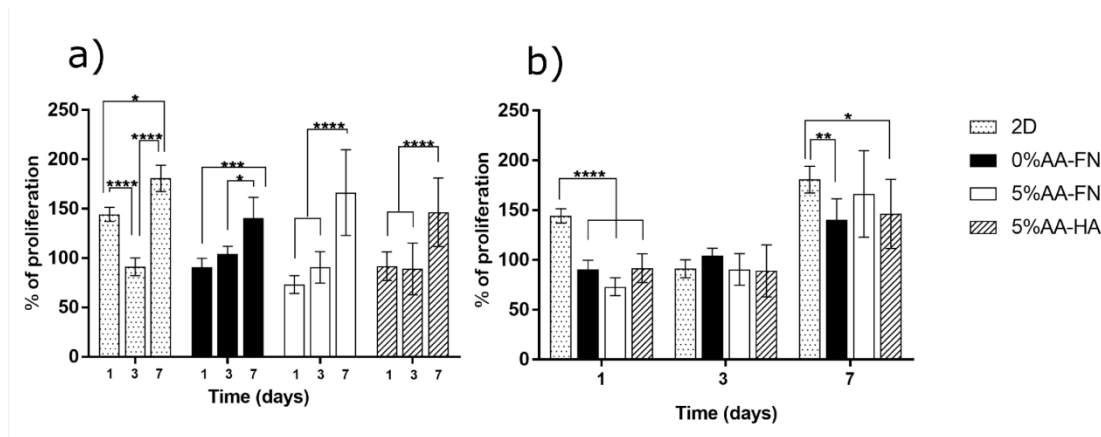 a)
% of proliferation
250
200
150
100
50
0
* **** **** *** * **** ****
1 3 7 1 3 7 1 3 7 1 3 7
Time (days)
b)
% of proliferation
250
200
150
100
50
0
**** ** *
1 3 7
Time (days)
2D
0%AA-FN
5%AA-FN
5%AA-HA